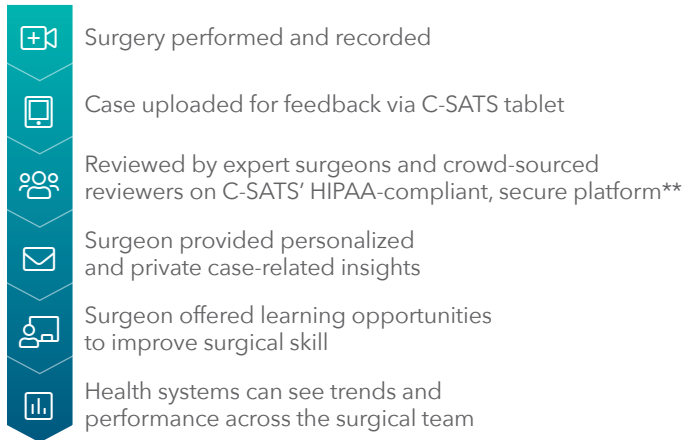 Surgery performed and recorded
Case uploaded for feedback via C-SATS tablet
Reviewed by expert surgeons and crowd-sourced
reviewers on C-SATS’ HIPAA-compliant, secure platform**
Surgeon provided personalized
and private case-related insights
Surgeon offered learning opportunities
to improve surgical skill
Health systems can see trends and
performance across the surgical team